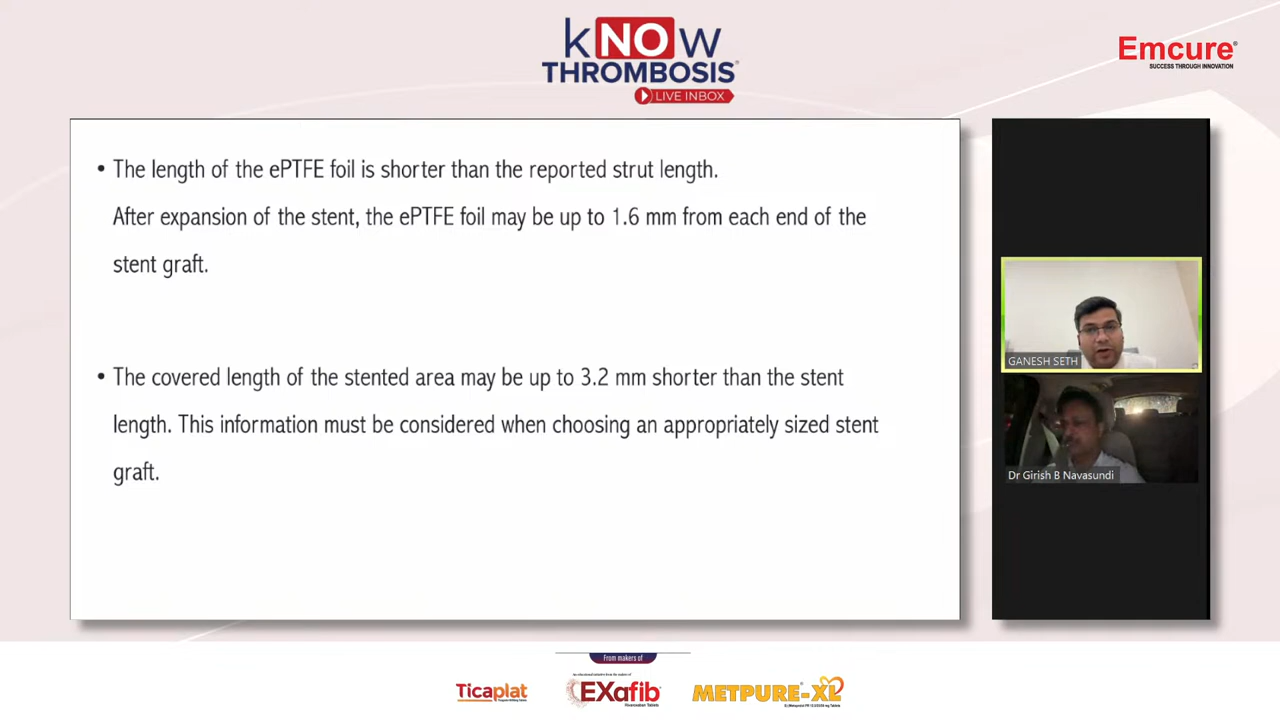 kNOw
THROMBOSIS
LIVE INBOX
Emcure®
SUCCESS THROUGH INNOVATION
• The length of the ePTFE foil is shorter than the reported strut length.
After expansion of the stent, the ePTFE foil may be up to 1.6 mm from each end of the
stent graft.
• The covered length of the stented area may be up to 3.2 mm shorter than the stent
length. This information must be considered when choosing an appropriately sized stent
graft.
GANESH SETH
Dr Girish B Navasundi
From makers of
Ticaplat
EXafib
Rivaroxaban Tablets
METPURE-XL